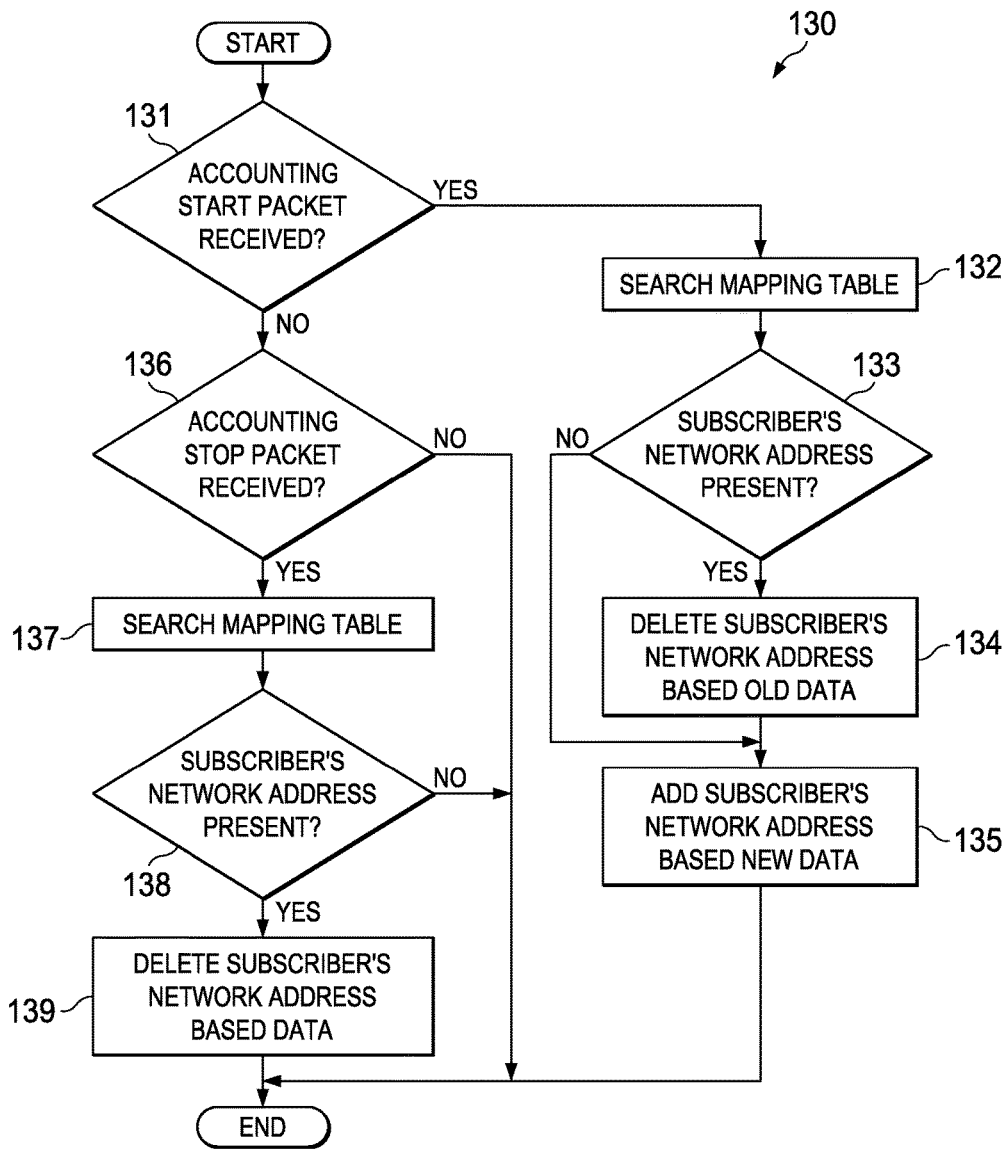 130
START
131
ACCOUNTING
START PACKET
RECEIVED?
YES
NO
132
SEARCH MAPPING TABLE
133
SUBSCRIBER'S
NETWORK ADDRESS
PRESENT?
NO
YES
134
DELETE SUBSCRIBER'S
NETWORK ADDRESS
BASED OLD DATA
135
ADD SUBSCRIBER'S
NETWORK ADDRESS
BASED NEW DATA
136
ACCOUNTING
STOP PACKET
RECEIVED?
NO
YES
137
SEARCH MAPPING TABLE
138
SUBSCRIBER'S
NETWORK ADDRESS
PRESENT?
NO
YES
139
DELETE SUBSCRIBER'S
NETWORK ADDRESS
BASED DATA
END